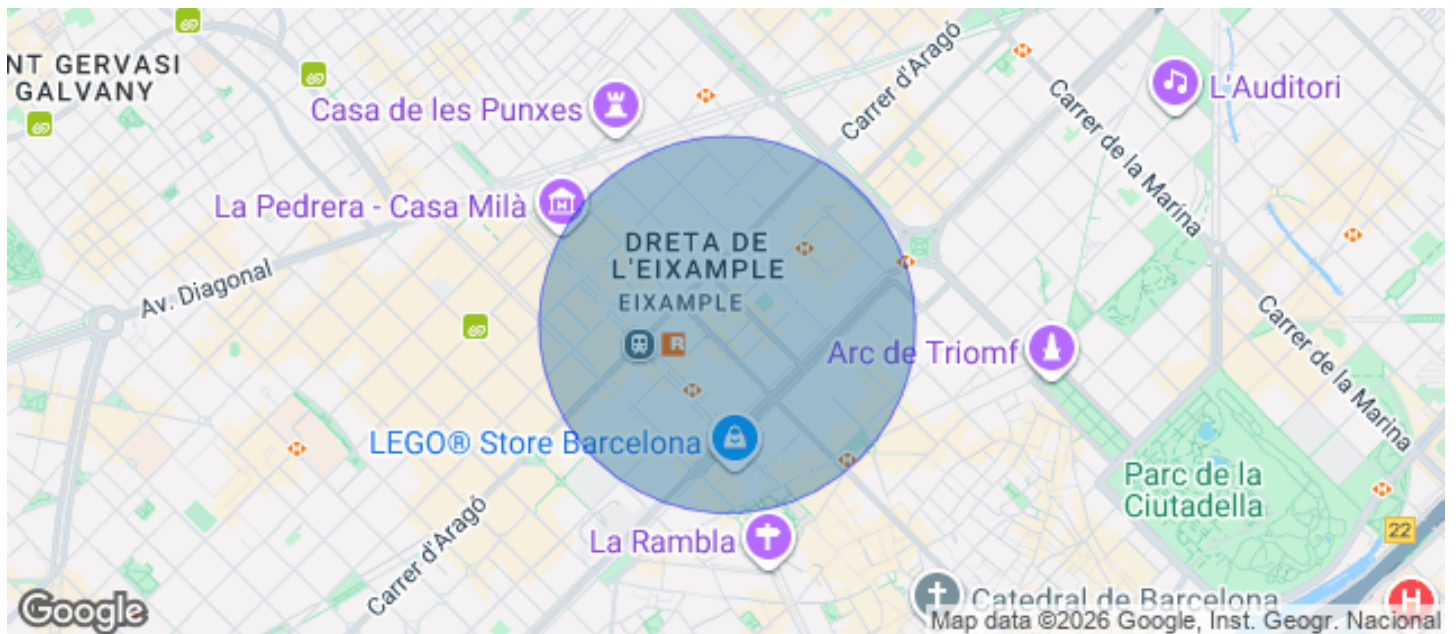 NT GERVASI
GALVANY
Casa de les Punxes
Carrer d'Aragó
L'Auditori
Carrer de la Marina
La Pedrera - Casa Milà
DRETA DE
L'EIXAMPLE
EIXAMPLE
Av. Diagonal
R
Arc de Triomf
Carrer de la Marina
LEGO® Store Barcelona
Parc de la
Ciutadella
Carrer d'Aragó
La Rambla
22
Catedral de Barcelona
H
Google
Map data ©2026 Google, Inst. Geogr. Nacional